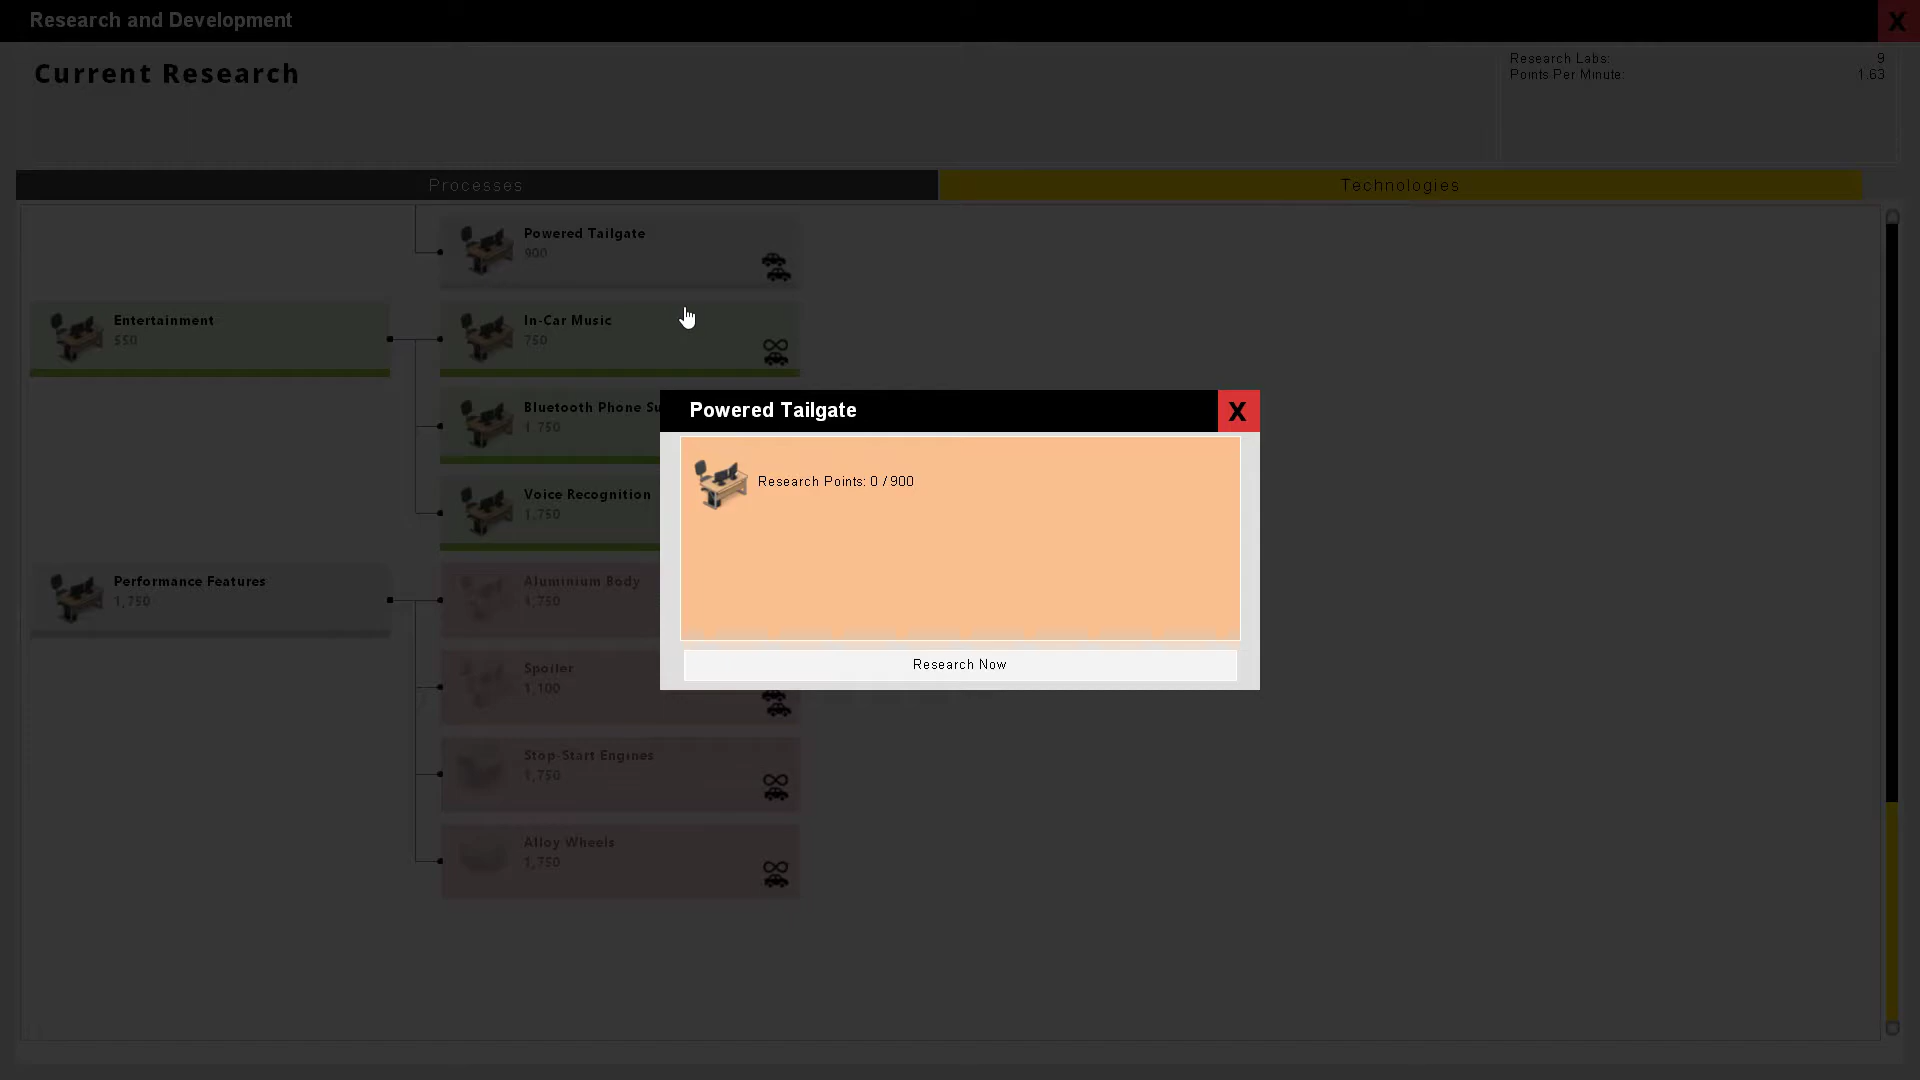 Research and Development
X
Current Research
Research Labs: 9
Points Per Minute: 1.63
Processes
Technologies
Powered Tailgate
900
Entertainment
550
In-Car Music
750
Bluetooth Phone Su
1,750
Voice Recognition
1,750
Powered Tailgate
X
Research Points: 0 / 900
Research Now
Performance Features
1,750
Aluminium Body
1,750
Spoiler
1,100
Stop-Start Engines
1,750
Alloy Wheels
1,750